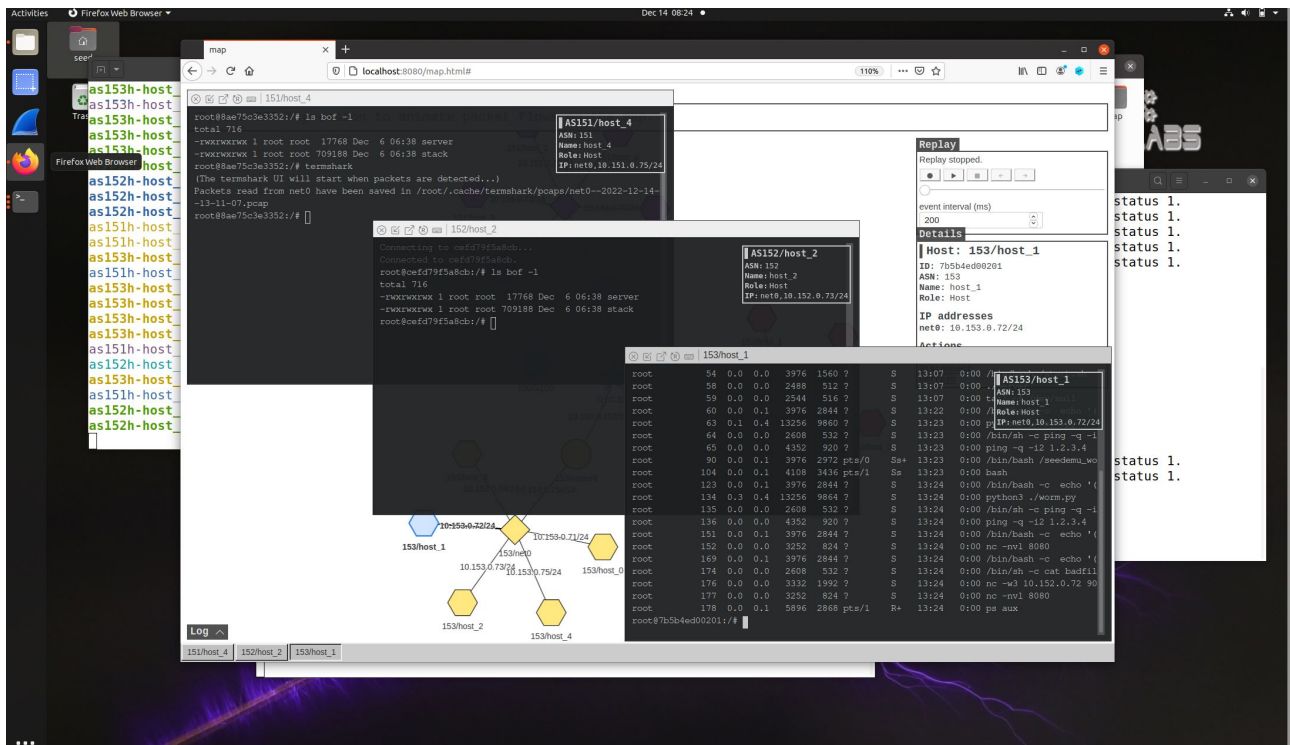 Activities
Firefox Web Browser
Dec 14 08:24
seed
map
localhost:8080/map.html#
110%
Firefox Web Browser
as153h-host_
as153h-host_
as153h-host_
as153h-host_
as153h-host_
host_
as152h-host_
as152h-host_
as152h-host_
as151h-host_
as151h-host_
as153h-host_
as151h-host_
as153h-host_
as153h-host_
as153h-host_
as153h-host_
as151h-host_
as152h-host_
as153h-host_
as151h-host_
as152h-host_
as152h-host_
151/host_4
root@8ae75c3e3352:/# ls bof -l
total 716
-rwxrwxrwx 1 root root 17768 Dec 6 06:38 server
-rwxrwxrwx 1 root root 709188 Dec 6 06:38 stack
root@8ae75c3e3352:/# termshark
(The termshark UI will start when packets are detected...)
Packets read from net0 have been saved in /root/.cache/termshark/pcaps/net0--2022-12-14-
-13-11-07.pcap
root@8ae75c3e3352:/#
AS151/host_4
ASN: 151
Name: host_4
Role: Host
IP: net0,10.151.0.75/24
152/host_2
Connecting to cefd79f5a8cb...
Connected to cefd79f5a8cb.
root@cefd79f5a8cb:/# ls bof -l
total 716
-rwxrwxrwx 1 root root 17768 Dec 6 06:38 server
-rwxrwxrwx 1 root root 709188 Dec 6 06:38 stack
root@cefd79f5a8cb:/#
AS152/host_2
ASN: 152
Name: host_2
Role: Host
IP: net0,10.152.0.73/24
Replay
Replay stopped.
event interval (ms)
200
Details
Host: 153/host_1
ID: 7b5b4ed00201
ASN: 153
Name: host_1
Role: Host
IP addresses
net0: 10.153.0.72/24
Actions
ABS
status 1.
status 1.
status 1.
status 1.
status 1.
status 1.
status 1.
153/host_1
root 54 0.0 0.0 3976 1560 ? S 13:07 0:00
root 58 0.0 0.0 2488 512 ? S 13:07 0:00
root 59 0.0 0.0 2544 516 ? S 13:07 0:00
root 60 0.0 0.1 3976 2844 ? S 13:22 0:00
root 63 0.1 0.4 13256 9860 ? S 13:23 0:00
root 64 0.0 0.0 2608 532 ? S 13:23 0:00 /bin/sh -c ping -q -i
root 65 0.0 0.0 4352 920 ? S 13:23 0:00 ping -q -i2 1.2.3.4
root 90 0.0 0.1 3976 2972 pts/0 Ss+ 13:23 0:00 /bin/bash /seedemu_wo
root 104 0.0 0.1 4108 3436 pts/1 Ss 13:23 0:00 bash
root 123 0.0 0.1 3976 2844 ? S 13:24 0:00 /bin/bash -c echo '(
root 134 0.3 0.4 13256 9864 ? S 13:24 0:00 python3 ./worm.py
root 135 0.0 0.0 2608 532 ? S 13:24 0:00 /bin/sh -c ping -q -i
root 136 0.0 0.0 4352 920 ? S 13:24 0:00 ping -q -i2 1.2.3.4
root 151 0.0 0.1 3976 2844 ? S 13:24 0:00 /bin/bash -c echo '(
root 152 0.0 0.0 3252 824 ? S 13:24 0:00 nc -nvl 8080
root 169 0.0 0.1 3976 2844 ? S 13:24 0:00 /bin/bash -c echo '(
root 174 0.0 0.0 2608 532 ? S 13:24 0:00 /bin/sh -c cat badfil
root 176 0.0 0.0 3332 1992 ? S 13:24 0:00 nc -w3 10.152.0.72 90
root 177 0.0 0.0 3252 824 ? S 13:24 0:00 nc -nvl 8080
root 178 0.0 0.1 5896 2868 pts/1 R+ 13:24 0:00 ps aux
root@7b5b4ed00201:/#
AS153/host_1
ASN: 153
Name: host_1
Role: Host
IP: net0,10.153.0.72/24
10.153.0.72/24
10.153.0.71/24
153/host_1
153/net0
10.153.0.73/24
10.153.0.75/24
153/host_0
153/host_2
153/host_4
Log
151/host_4
152/host_2
153/host_1